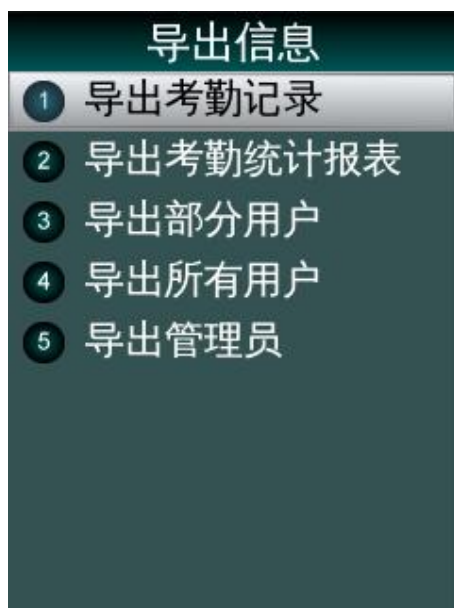 导出信息
1 导出考勤记录
2 导出考勤统计报表
3 导出部分用户
4 导出所有用户
5 导出管理员